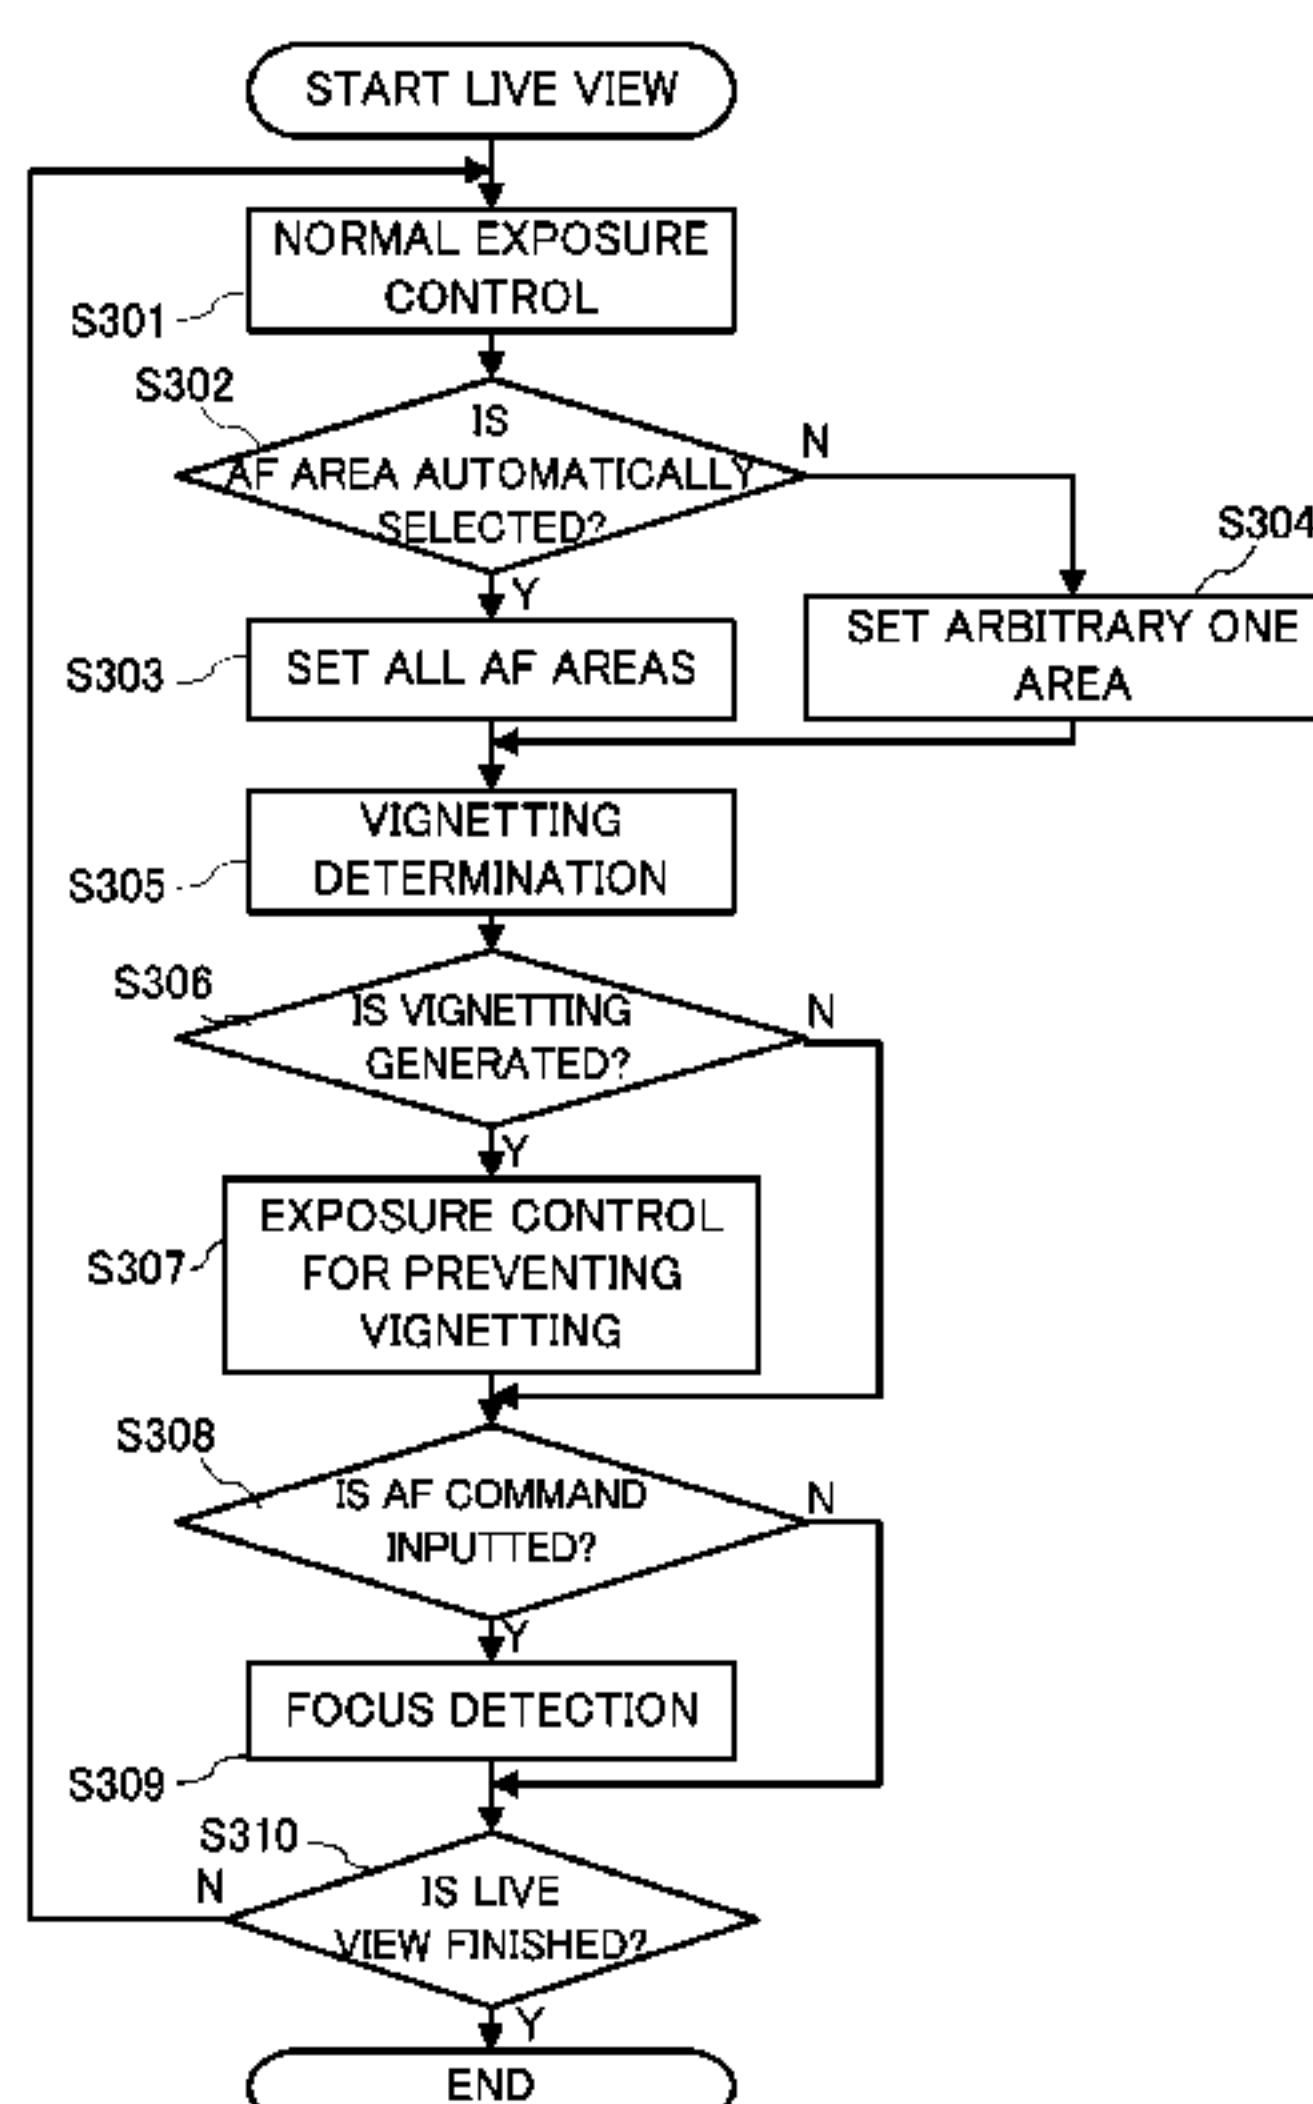 START LIVE VIEW
NORMAL EXPOSURE
CONTROL
S301
S302
IS
AF AREA AUTOMATICALLY
SELECTED?
N
Y
S304
SET ARBITRARY ONE
AREA
S303
SET ALL AF AREAS
VIGNETTING
DETERMINATION
S305
S306
IS VIGNETTING
GENERATED?
N
Y
EXPOSURE CONTROL
FOR PREVENTING
VIGNETTING
S307
S308
IS AF COMMAND
INPUTTED?
N
Y
FOCUS DETECTION
S309
S310
N
IS LIVE
VIEW FINISHED?
Y
END